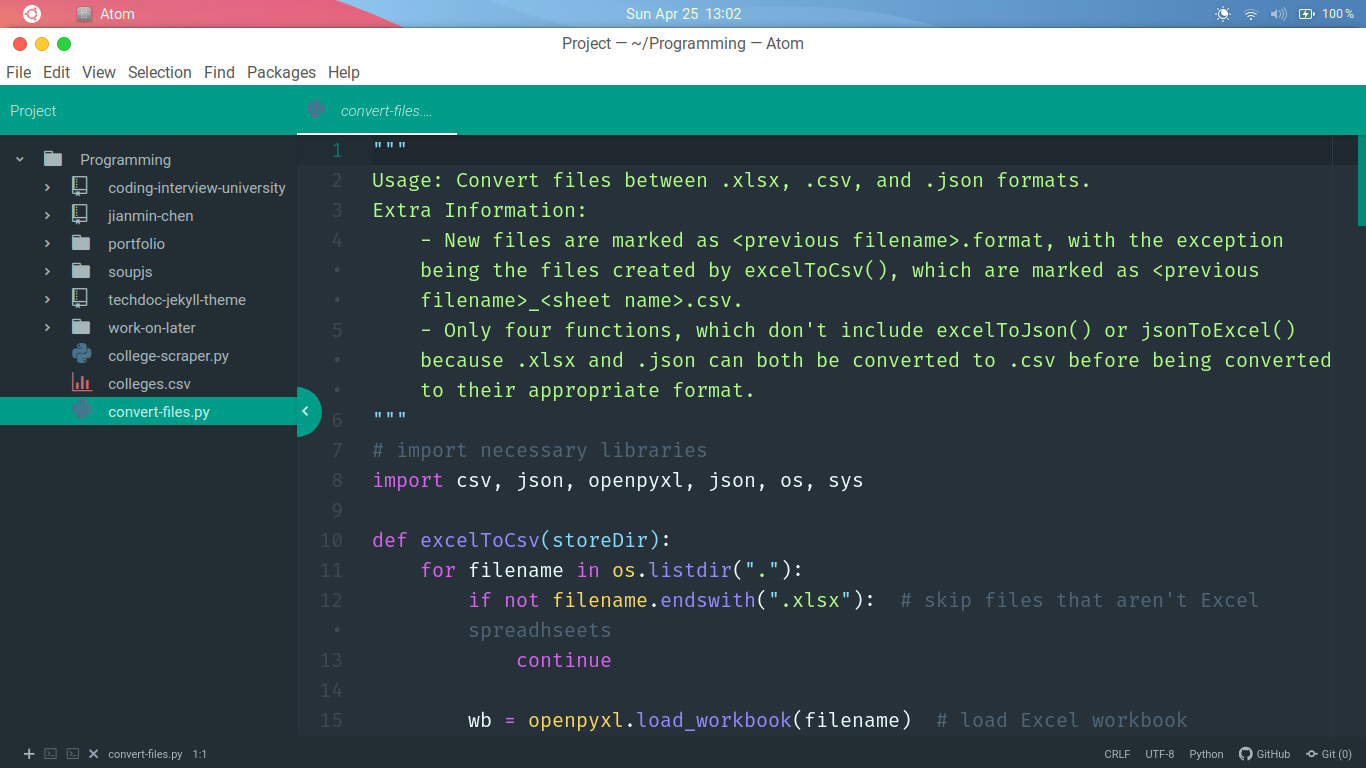 Atom
Sun Apr 25 13:02
100 %
Project — ~/Programming — Atom
File Edit View Selection Find Packages Help
Project
convert-files....
Programming
coding-interview-university
jianmin-chen
portfolio
soupjs
techdoc-jekyll-theme
work-on-later
college-scraper.py
colleges.csv
convert-files.py
1 """
2 Usage: Convert files between .xlsx, .csv, and .json formats.
3 Extra Information:
4 - New files are marked as <previous filename>.format, with the exception
• being the files created by excelToCsv(), which are marked as <previous
• filename>_<sheet name>.csv.
5 - Only four functions, which don't include excelToJson() or jsonToExcel()
• because .xlsx and .json can both be converted to .csv before being converted
• to their appropriate format.
6 """
7 # import necessary libraries
8 import csv, json, openpyxl, json, os, sys
9
10 def excelToCsv(storeDir):
11 for filename in os.listdir("."):
12 if not filename.endswith(".xlsx"): # skip files that aren't Excel
• spreadhseets
13 continue
14
15 wb = openpyxl.load_workbook(filename) # load Excel workbook
convert-files.py 1:1
CRLF UTF-8 Python GitHub Git (0)